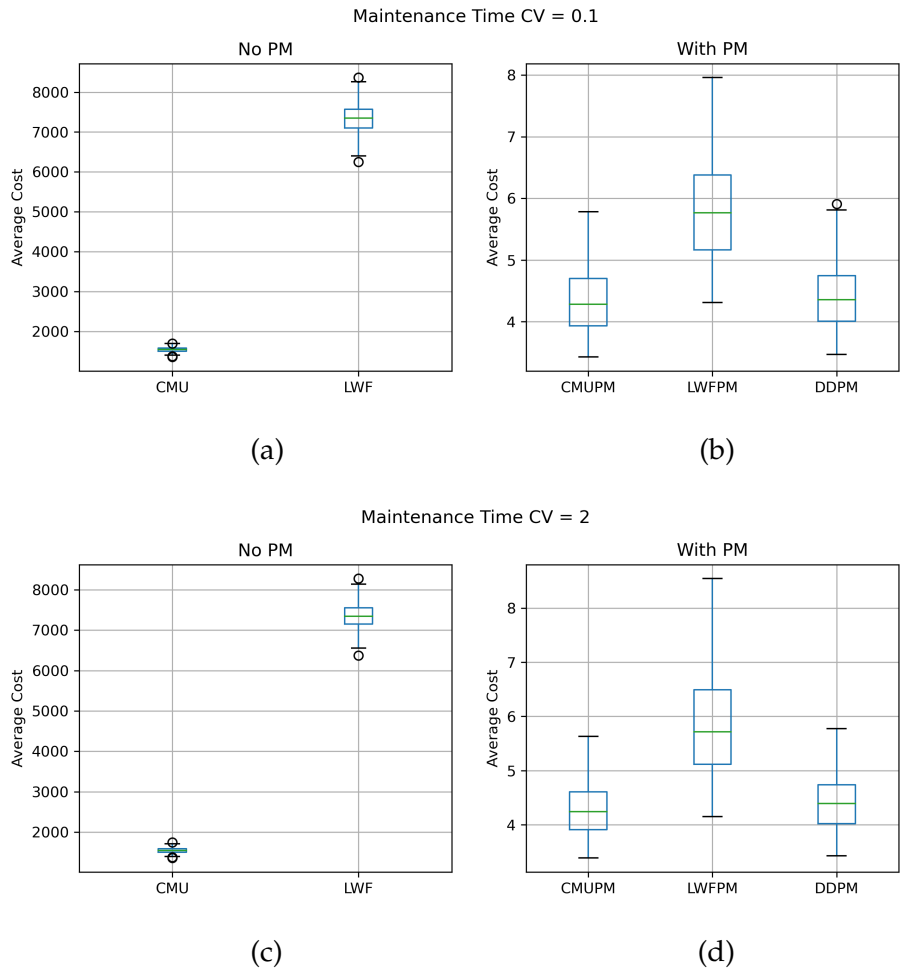 Maintenance Time CV = 0.1
No PM
With PM
Average Cost
8000
7000
6000
5000
4000
3000
2000
CMU
LWF
Average Cost
8
7
6
5
4
CMUPM
LWFPM
DDPM
(a)
(b)
Maintenance Time CV = 2
No PM
With PM
Average Cost
8000
7000
6000
5000
4000
3000
2000
CMU
LWF
Average Cost
8
7
6
5
4
CMUPM
LWFPM
DDPM
(c)
(d)